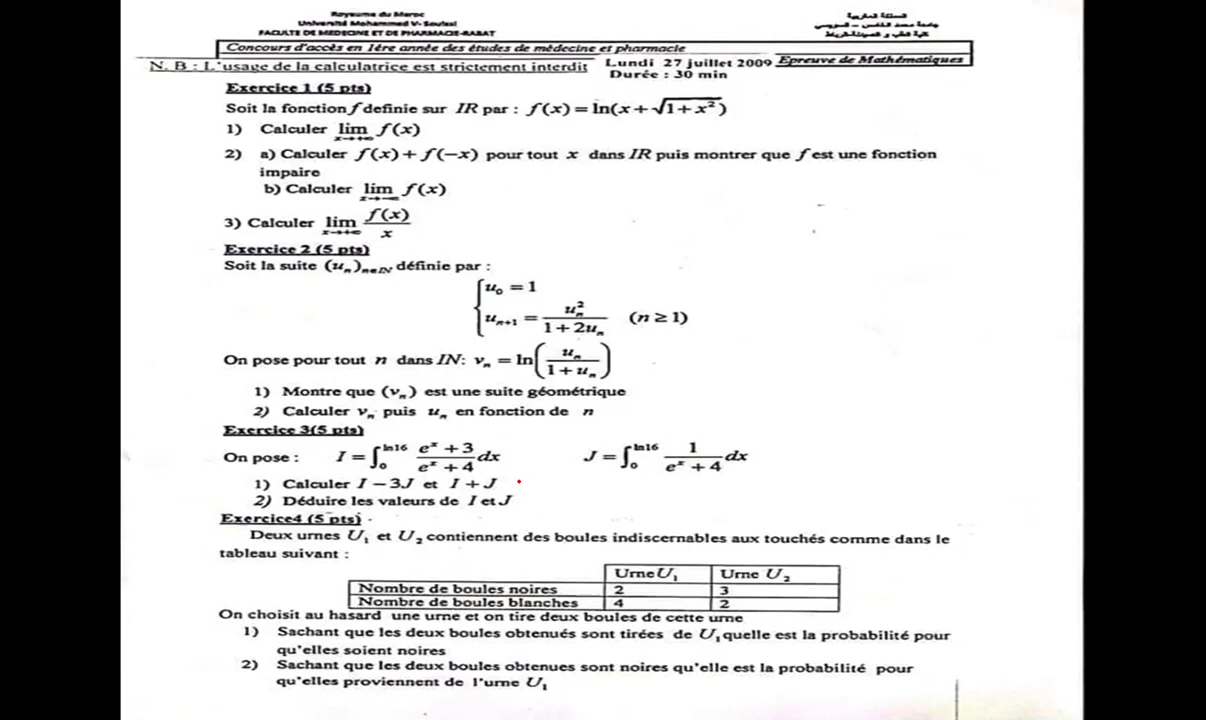 Royaume du Maroc
Université Mohammed V- Souissi
FACULTE DE MEDECINE ET DE PHARMACIE-RABAT
المملكة المغربية
جامعة محمد الخامس – السويسي
كلية الطب و الصيدلة الرباط
Concours d'accès en 1ère année des études de médecine et pharmacie
N. B : L'usage de la calculatrice est strictement interdit
Lundi 27 juillet 2009
Epreuve de Mathématiques
Durée : 30 min
Exercice 1 (5 pts)
Soit la fonction f definie sur IR par : f(x) = ln(x + √(1 + x²))
1) Calculer lim x→+∞ f(x)
2) a) Calculer f(x) + f(−x) pour tout x dans IR puis montrer que f est une fonction
impaire
b) Calculer lim x→−∞ f(x)
3) Calculer lim x→+∞ f(x)/x
Exercice 2 (5 pts)
Soit la suite (uₙ)n∈IN définie par :
u₀ = 1
uₙ₊₁ = uₙ²/(1 + 2uₙ) (n ≥ 1)
On pose pour tout n dans IN: vₙ = ln(uₙ/(1 + uₙ))
1) Montre que (vₙ) est une suite géométrique
2) Calculer vₙ puis uₙ en fonction de n
Exercice 3(5 pts)
On pose : I = ∫₀^ln16 (eˣ + 3)/(eˣ + 4) dx J = ∫₀^ln16 1/(eˣ + 4) dx
1) Calculer I − 3J et I + J
2) Déduire les valeurs de I et J
Exercice4 (5 pts) .
Deux urnes U₁ et U₂ contiennent des boules indiscernables aux touchés comme dans le
tableau suivant :
Urne U₁ Urne U₂
Nombre de boules noires 2 3
Nombre de boules blanches 4 2
On choisit au hasard une urne et on tire deux boules de cette urne
1) Sachant que les deux boules obtenués sont tirées de U₁ quelle est la probabilité pour
qu'elles soient noires
2) Sachant que les deux boules obtenues sont noires qu'elle est la probabilité pour
qu'elles proviennent de l'urne U₁